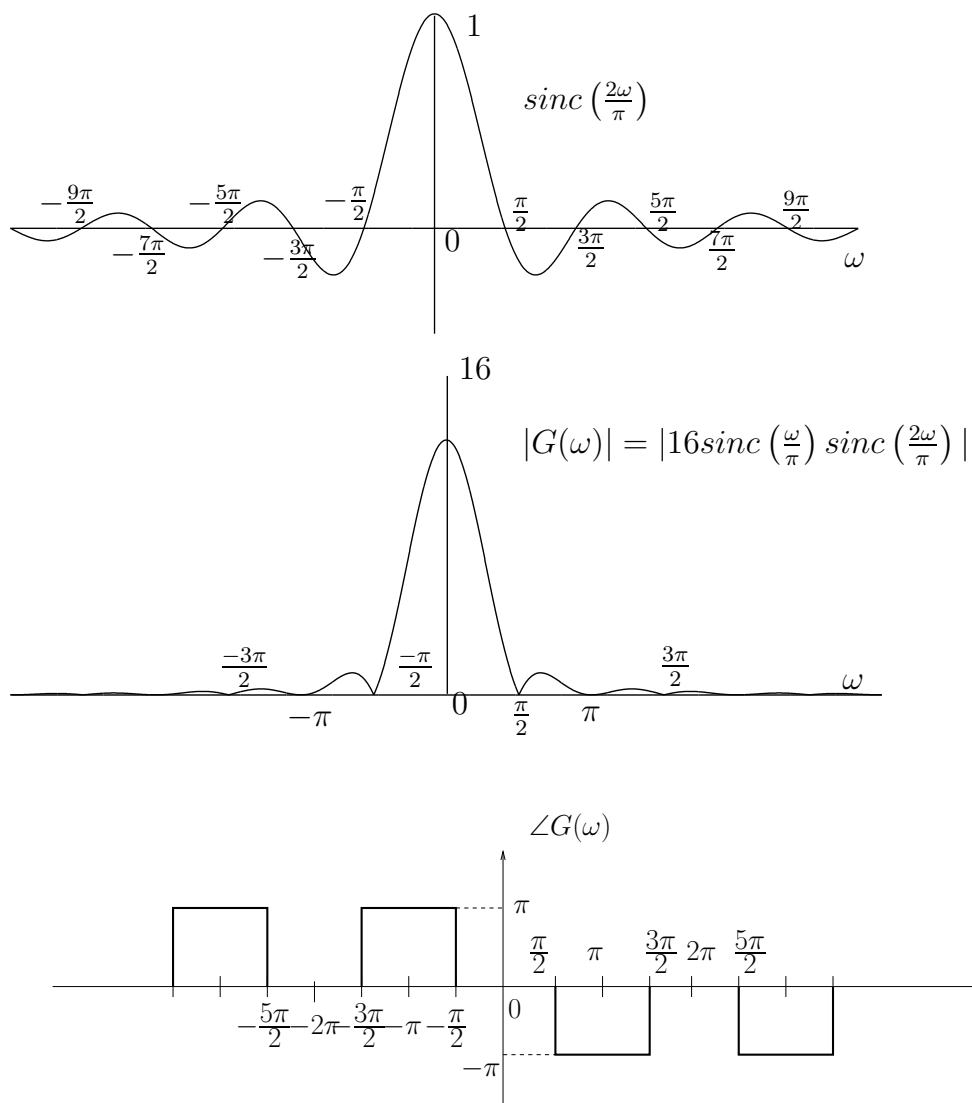 1
sinc (2ω/π)
−9π/2 −5π/2 −π/2 π/2 5π/2 9π/2
−7π/2 −3π/2 0 3π/2 7π/2 ω
16
|G(ω)| = |16sinc (ω/π) sinc (2ω/π) |
−3π/2 −π/2 3π/2 ω
−π 0 π/2 π
∠G(ω)
π
π/2 π 3π/2 2π 5π/2
−5π/2 −2π −3π/2 −π −π/2 0
−π